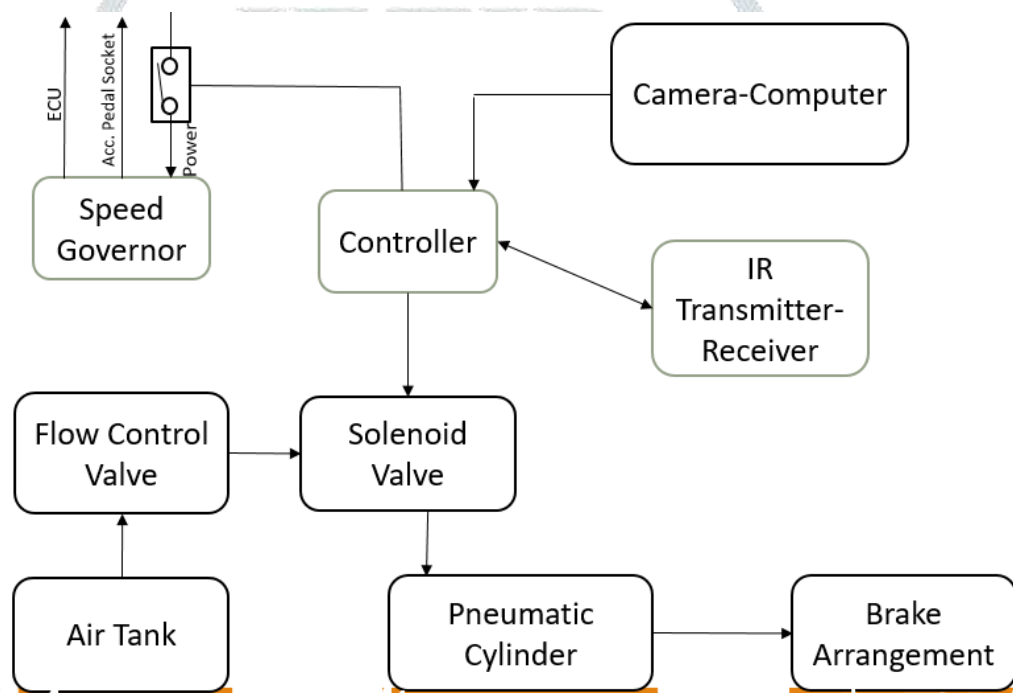 ECU
Acc. Pedal Socket
Power
Camera-Computer
Speed
Governor
Controller
IR
Transmitter-
Receiver
Flow Control
Valve
Solenoid
Valve
Air Tank
Pneumatic
Cylinder
Brake
Arrangement